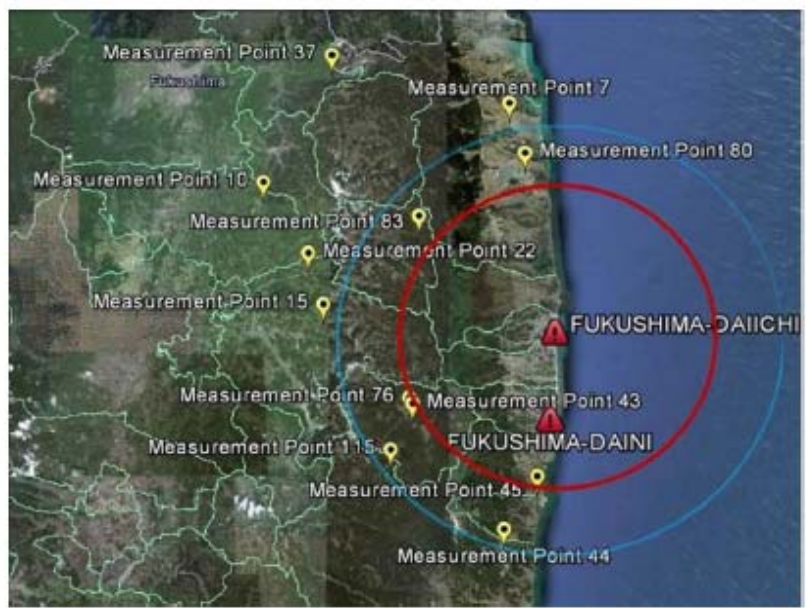 Measurement Point 37
Fukushima
Measurement Point 7
Measurement Point 80
Measurement Point 10
Measurement Point 83
Measurement Point 22
Measurement Point 15
FUKUSHIMA-DAIICHI
Measurement Point 76
Measurement Point 43
FUKUSHIMA-DAINI
Measurement Point 115
Measurement Point 45
Measurement Point 44